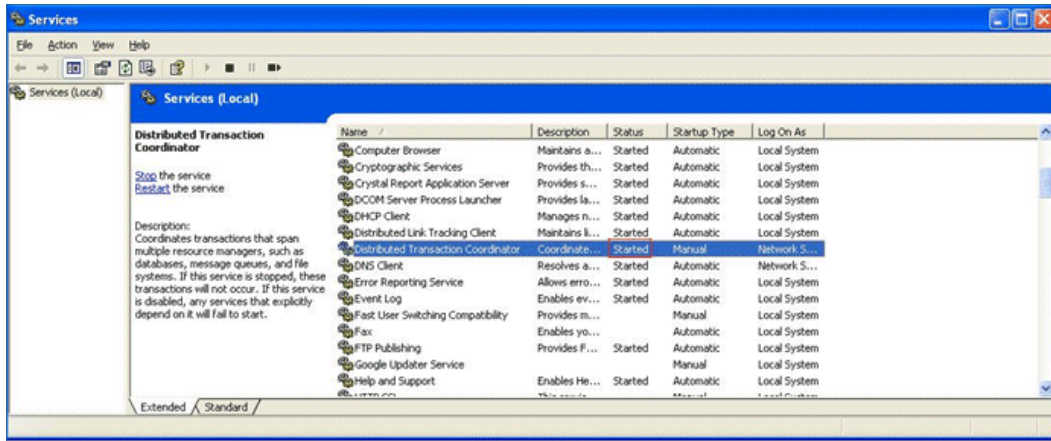 Services
File Action View Help
Services (Local)
Services (Local)
Distributed Transaction
Coordinator
Stop the service
Restart the service
Description:
Coordinates transactions that span
multiple resource managers, such as
databases, message queues, and file
systems. If this service is stopped, these
transactions will not occur. If this service
is disabled, any services that explicitly
depend on it will fail to start.
Name Description Status Startup Type Log On As
Computer Browser Maintains a... Started Automatic Local System
Cryptographic Services Provides th... Started Automatic Local System
Crystal Report Application Server Provides s... Started Automatic Local System
DCOM Server Process Launcher Provides la... Started Automatic Local System
DHCP Client Manages n... Started Automatic Local System
Distributed Link Tracking Client Maintains li... Started Automatic Local System
Distributed Transaction Coordinator Coordinate... Started Manual Network S...
DNS Client Resolves a... Started Automatic Network S...
Error Reporting Service Allows erro... Started Automatic Local System
Event Log Enables ev... Started Automatic Local System
Fast User Switching Compatibility Provides m... Manual Local System
Fax Enables yo... Automatic Local System
FTP Publishing Provides F... Started Automatic Local System
Google Updater Service Manual Local System
Help and Support Enables He... Started Automatic Local System
Extended Standard